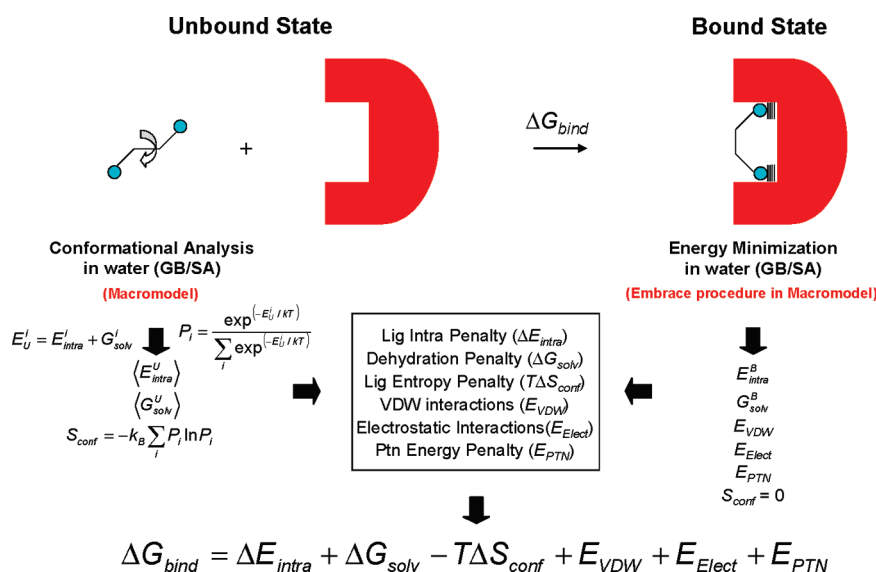 Unbound State
Bound State
+
ΔG_bind
Conformational Analysis
in water (GB/SA)
(Macromodel)
Energy Minimization
in water (GB/SA)
(Embrace procedure in Macromodel)
E_U^i = E_intra^i + G_solv^i
P_i = exp^(-E_U^i / kT) / ∑_i exp^(-E_U^i / kT)
⟨E_intra^U⟩
⟨G_solv^U⟩
S_conf = -k_B ∑_i P_i ln P_i
Lig Intra Penalty (ΔE_intra)
Dehydration Penalty (ΔG_solv)
Lig Entropy Penalty (TΔS_conf)
VDW interactions (E_VDW)
Electrostatic Interactions(E_Elect)
Ptn Energy Penalty (E_PTN)
E_intra^B
G_solv^B
E_VDW
E_Elect
E_PTN
S_conf = 0
ΔG_bind = ΔE_intra + ΔG_solv - TΔS_conf + E_VDW + E_Elect + E_PTN